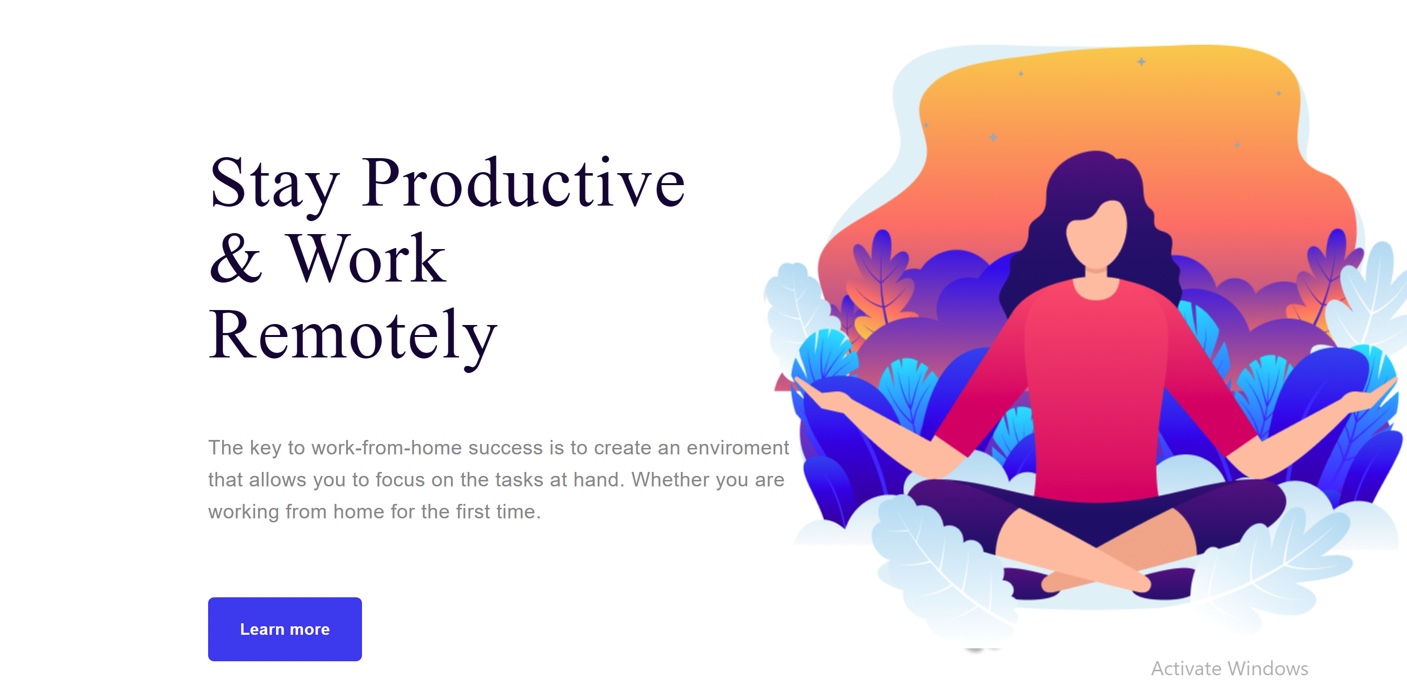 Stay Productive
& Work
Remotely
The key to work-from-home success is to create an enviroment
that allows you to focus on the tasks at hand. Whether you are
working from home for the first time.
Learn more
Activate Windows